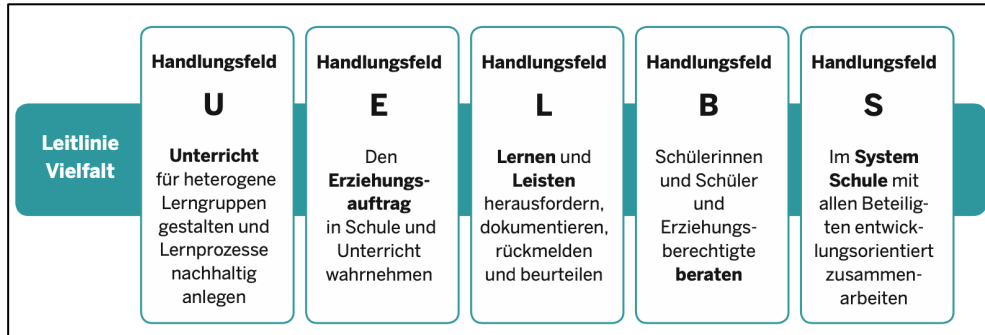 Leitlinie
Vielfalt
Handlungsfeld
U
Unterricht
für heterogene
Lerngruppen
gestalten und
Lernprozesse
nachhaltig
anlegen
Handlungsfeld
E
Den
Erziehungs-
auftrag
in Schule und
Unterricht
wahrnehmen
Handlungsfeld
L
Lernen und
Leisten
herausfordern,
dokumentieren,
rückmelden
und beurteilen
Handlungsfeld
B
Schülerinnen
und Schüler
und
Erziehungs-
berechtigte
beraten
Handlungsfeld
S
Im System
Schule mit
allen Beteilig-
ten entwick-
lungsorientiert
zusammen-
arbeiten